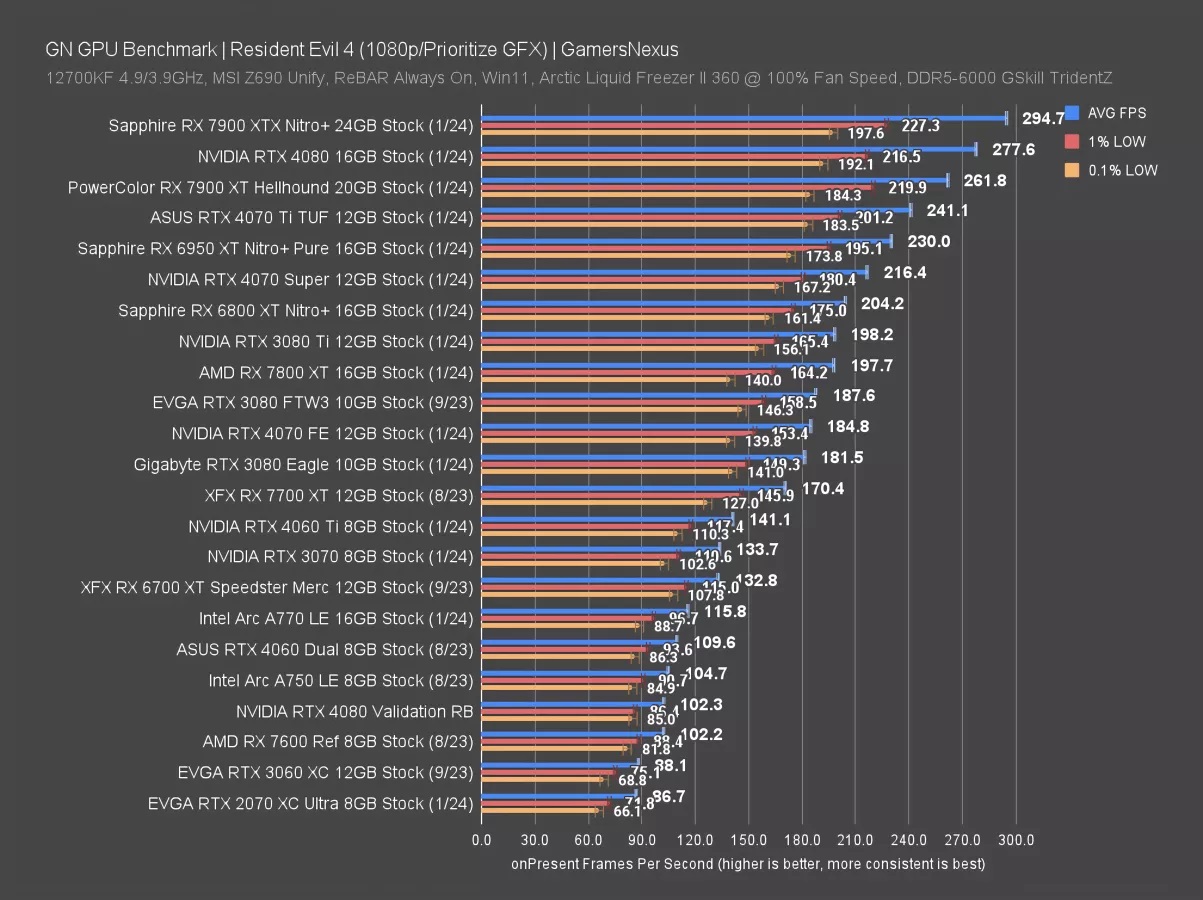 GN GPU Benchmark | Resident Evil 4 (1080p/Prioritize GFX) | GamersNexus
12700KF 4.9/3.9GHz, MSI Z690 Unify, ReBAR Always On, Win11, Arctic Liquid Freezer II 360 @ 100% Fan Speed, DDR5-6000 GSkill TridentZ
AVG FPS
1% LOW
0.1% LOW
Sapphire RX 7900 XTX Nitro+ 24GB Stock (1/24) 294.7 227.3 197.6
NVIDIA RTX 4080 16GB Stock (1/24) 277.6 216.5 192.1
PowerColor RX 7900 XT Hellhound 20GB Stock (1/24) 261.8 219.9 184.3
ASUS RTX 4070 Ti TUF 12GB Stock (1/24) 241.1 201.2 183.5
Sapphire RX 6950 XT Nitro+ Pure 16GB Stock (1/24) 230.0 195.1 173.8
NVIDIA RTX 4070 Super 12GB Stock (1/24) 216.4 180.4 167.2
Sapphire RX 6800 XT Nitro+ 16GB Stock (1/24) 204.2 175.0 161.4
NVIDIA RTX 3080 Ti 12GB Stock (1/24) 198.2 165.4 156.1
AMD RX 7800 XT 16GB Stock (1/24) 197.7 164.2 140.0
EVGA RTX 3080 FTW3 10GB Stock (9/23) 187.6 158.5 146.3
NVIDIA RTX 4070 FE 12GB Stock (1/24) 184.8 153.4 139.8
Gigabyte RTX 3080 Eagle 10GB Stock (1/24) 181.5 149.3 141.0
XFX RX 7700 XT 12GB Stock (8/23) 170.4 145.9 127.0
NVIDIA RTX 4060 Ti 8GB Stock (1/24) 141.1 117.4 110.3
NVIDIA RTX 3070 8GB Stock (1/24) 133.7 110.6 102.6
XFX RX 6700 XT Speedster Merc 12GB Stock (9/23) 132.8 115.0 107.8
Intel Arc A770 LE 16GB Stock (1/24) 115.8 96.7 88.7
ASUS RTX 4060 Dual 8GB Stock (8/23) 109.6 93.6 86.3
Intel Arc A750 LE 8GB Stock (8/23) 104.7 90.7 84.9
NVIDIA RTX 4080 Validation RB 102.3 86.4 85.0
AMD RX 7600 Ref 8GB Stock (8/23) 102.2 88.4 81.8
EVGA RTX 3060 XC 12GB Stock (9/23) 88.1 75.1 68.8
EVGA RTX 2070 XC Ultra 8GB Stock (1/24) 86.7 71.8 66.1
0.0 30.0 60.0 90.0 120.0 150.0 180.0 210.0 240.0 270.0 300.0
onPresent Frames Per Second (higher is better, more consistent is best)